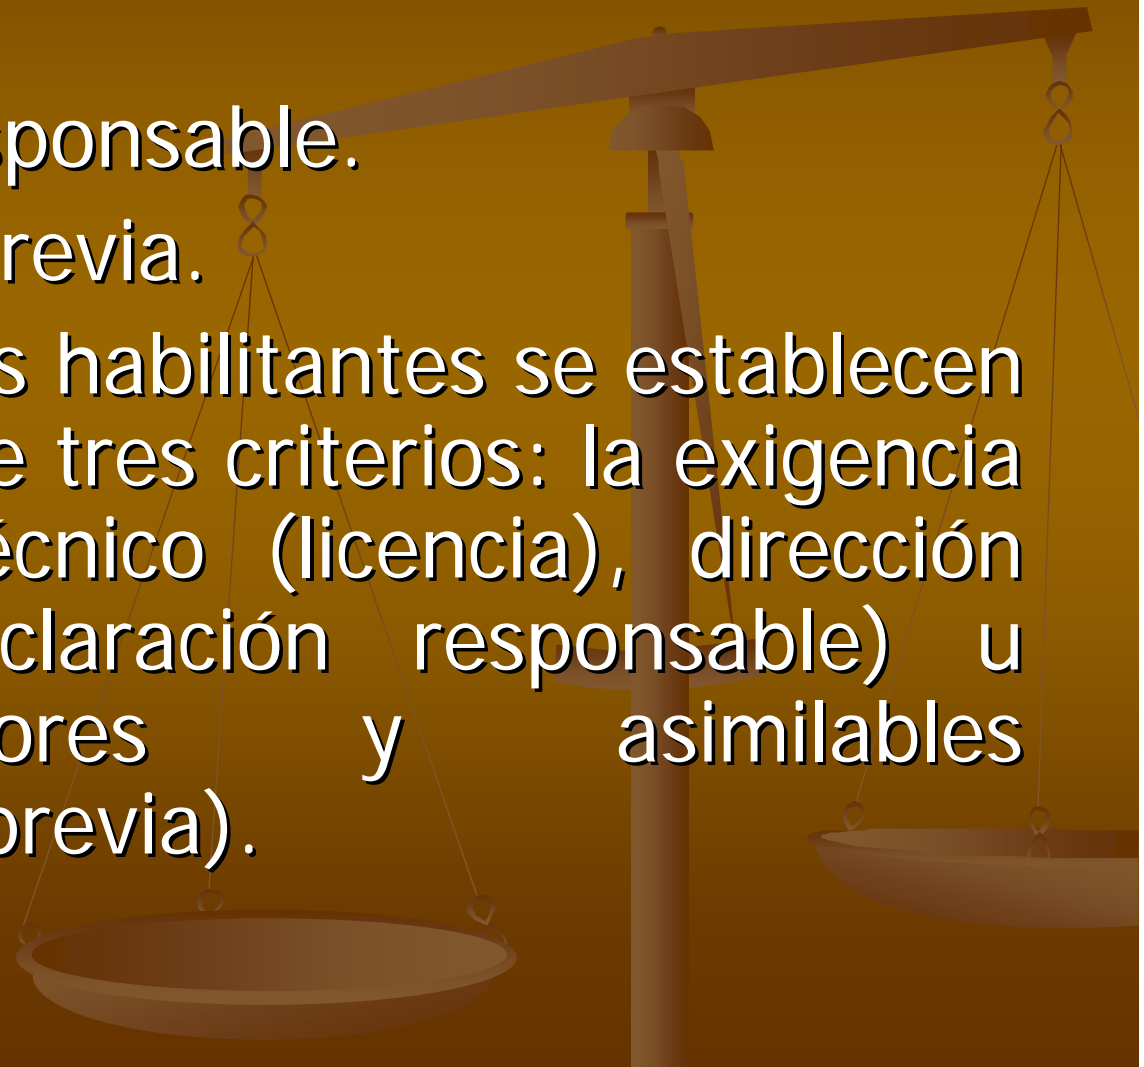 sponsable.
revia.
s habilitantes se establecen
e tres criterios: la exigencia
écnico (licencia), dirección
claración responsable) u
ores y asimilables
previa).